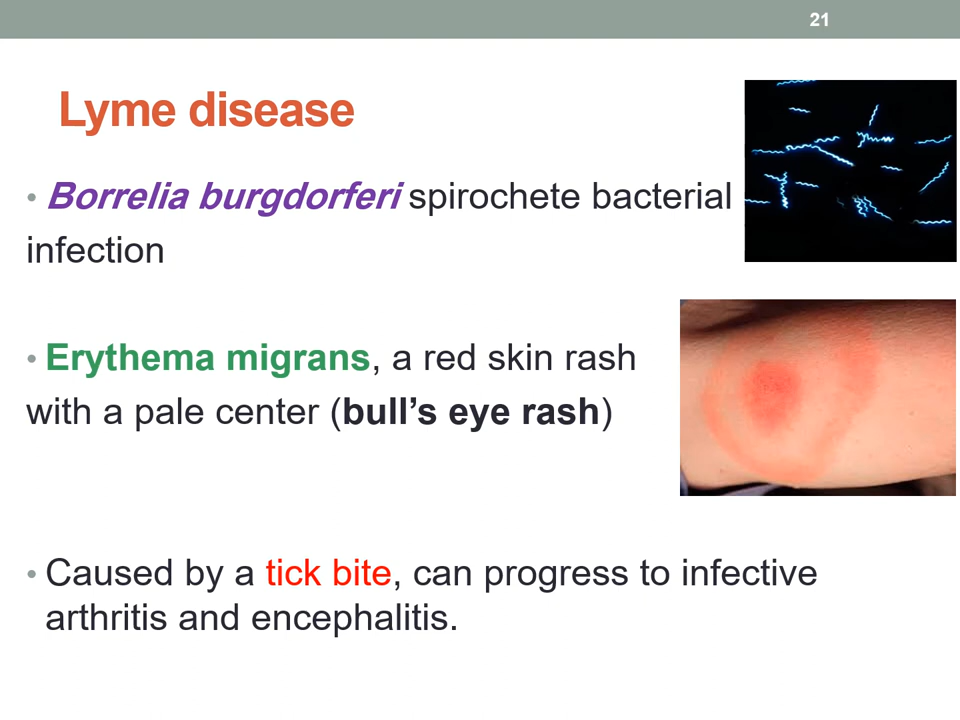 21
Lyme disease
• Borrelia burgdorferi spirochete bacterial
infection
• Erythema migrans, a red skin rash
with a pale center (bull’s eye rash)
• Caused by a tick bite, can progress to infective
arthritis and encephalitis.